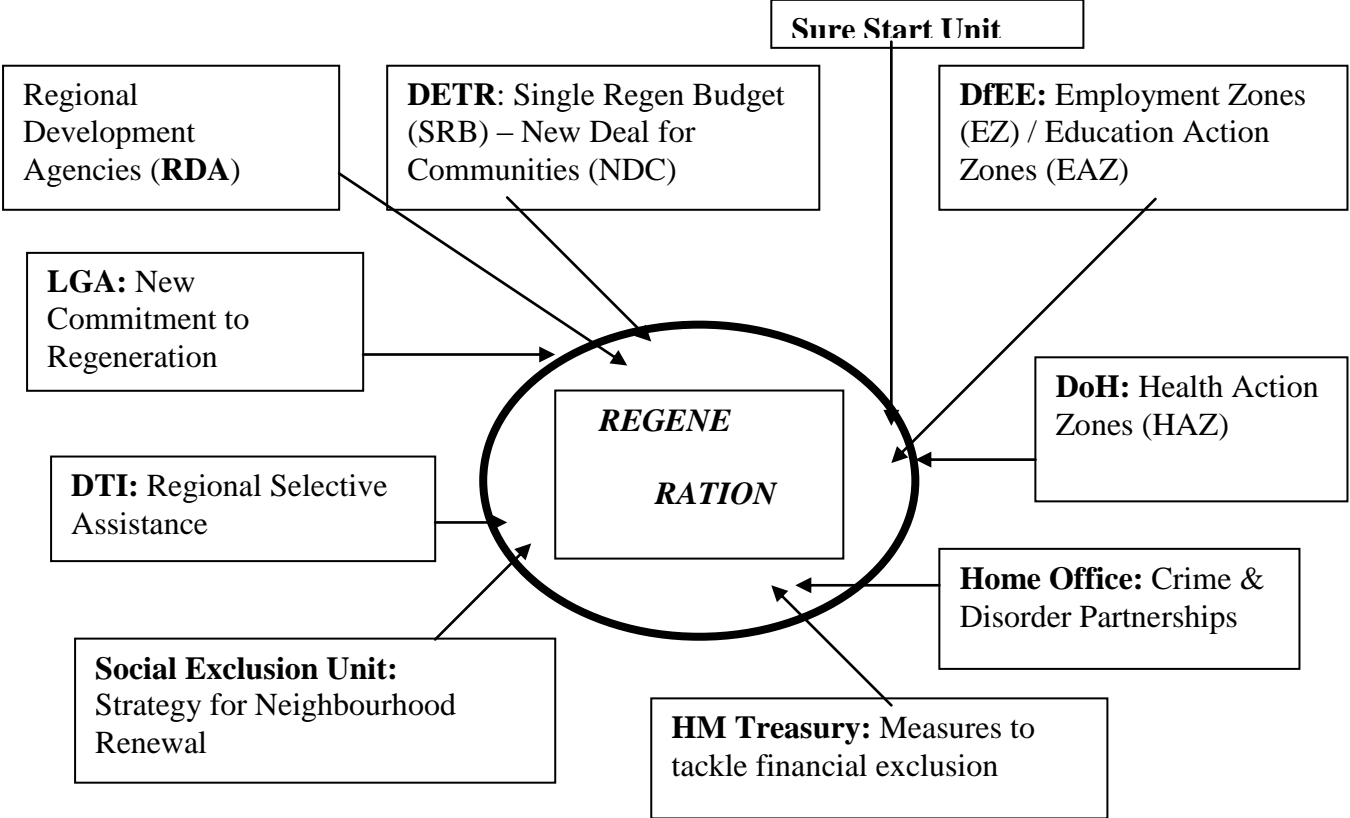 Sure Start Unit
Regional
Development
Agencies (RDA)
DETR: Single Regen Budget
(SRB) – New Deal for
Communities (NDC)
DfEE: Employment Zones
(EZ) / Education Action
Zones (EAZ)
LGA: New
Commitment to
Regeneration
DoH: Health Action
Zones (HAZ)
REGENE
RATION
DTI: Regional Selective
Assistance
Home Office: Crime &
Disorder Partnerships
Social Exclusion Unit:
Strategy for Neighbourhood
Renewal
HM Treasury: Measures to
tackle financial exclusion